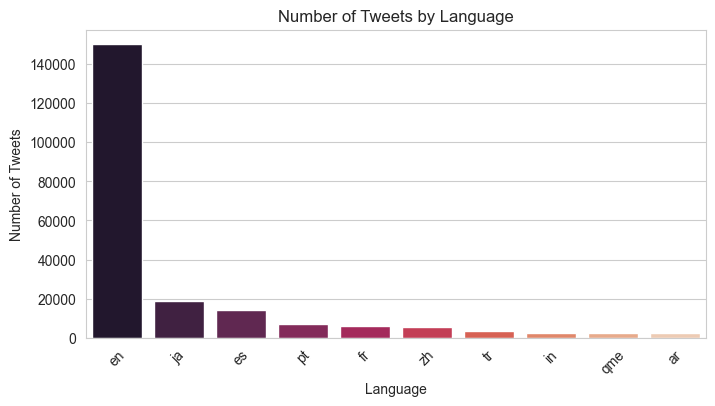 Number of Tweets by Language
Number of Tweets
140000
120000
100000
80000
60000
40000
20000
0
en ja es pt fr zh tr in qme ar
Language